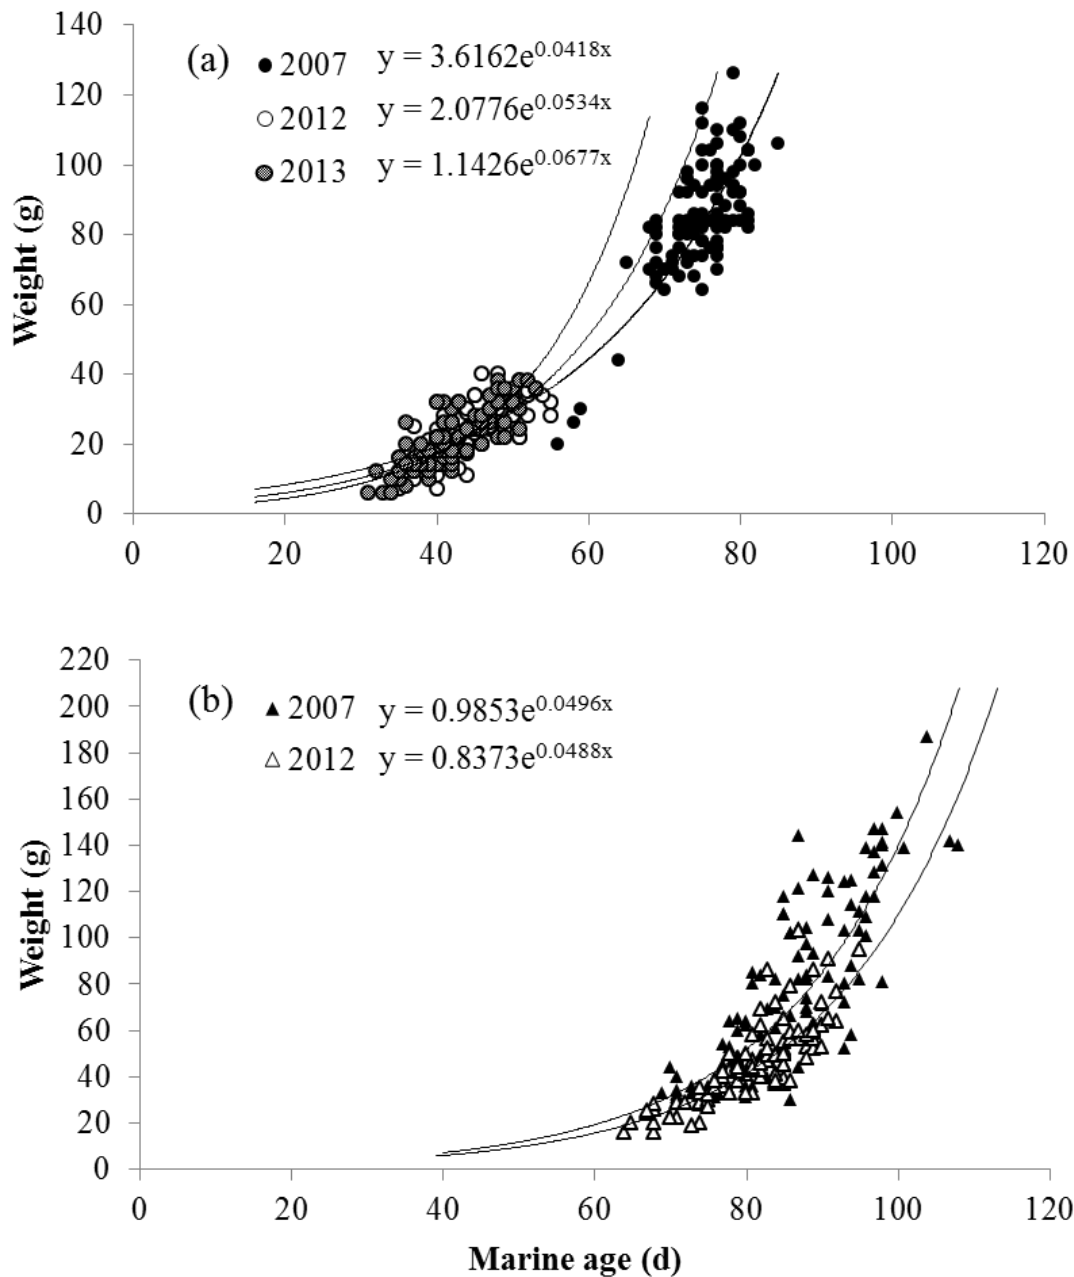 140
120
100
80
60
40
20
0
Weight (g)
(a)
2007 y = 3.6162e^0.0418x
2012 y = 2.0776e^0.0534x
2013 y = 1.1426e^0.0677x
0 20 40 60 80 100 120
220
200
180
160
140
120
100
80
60
40
20
0
Weight (g)
(b)
2007 y = 0.9853e^0.0496x
2012 y = 0.8373e^0.0488x
0 20 40 60 80 100 120
Marine age (d)